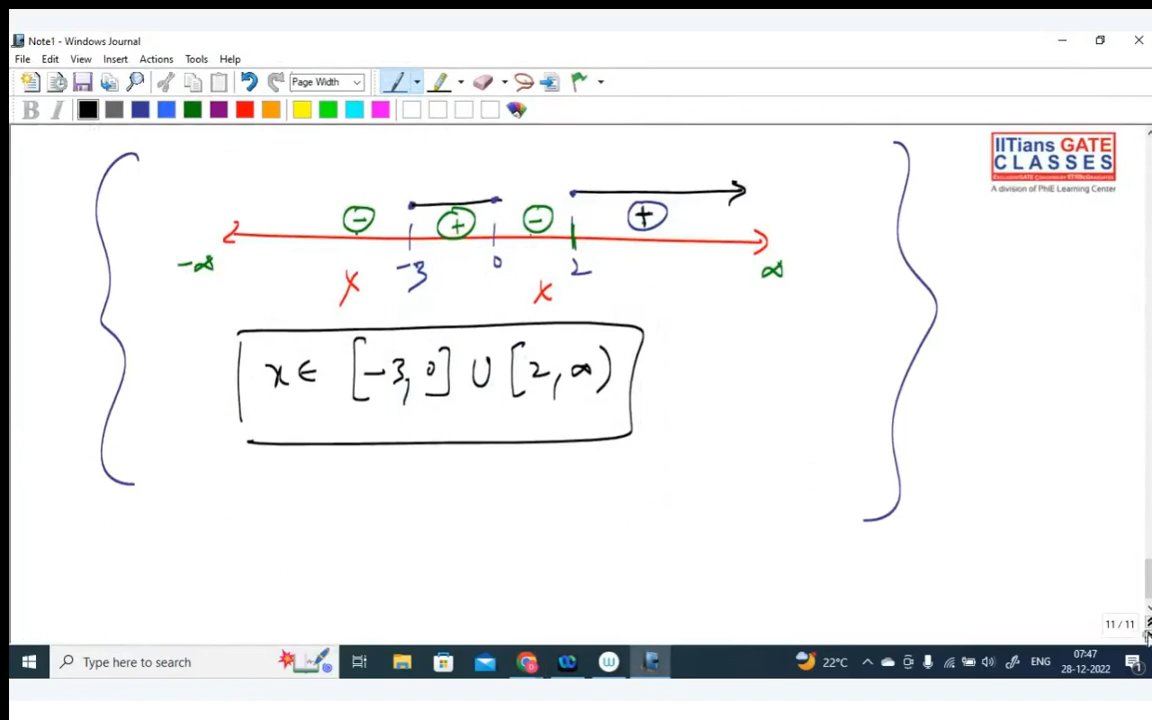 Note1 - Windows Journal
File Edit View Insert Actions Tools Help
Page Width
B I
IITians GATE
CLASSES
A division of PhIE Learning Center
- + - +
-∞ -3 0 2 ∞
x x
x ∈ [-3, 0] ∪ [2, ∞)
11 / 11
Type here to search
22°C ENG 07:47
28-12-2022
1